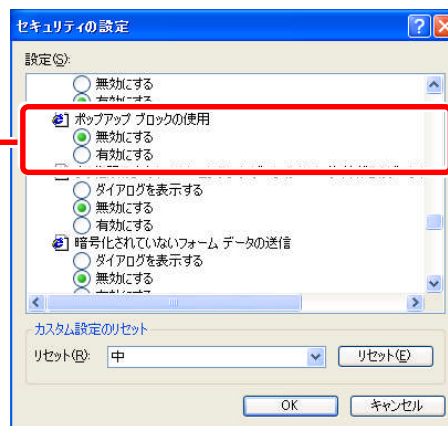 セキュリティの設定
設定(S):
無効にする
有効にする
ポップアップ ブロックの使用
無効にする
有効にする
ダイアログを表示する
無効にする
有効にする
暗号化されていないフォーム データの送信
ダイアログを表示する
無効にする
カスタム設定のリセット
リセット(R): 中 リセット(E)
OK キャンセル